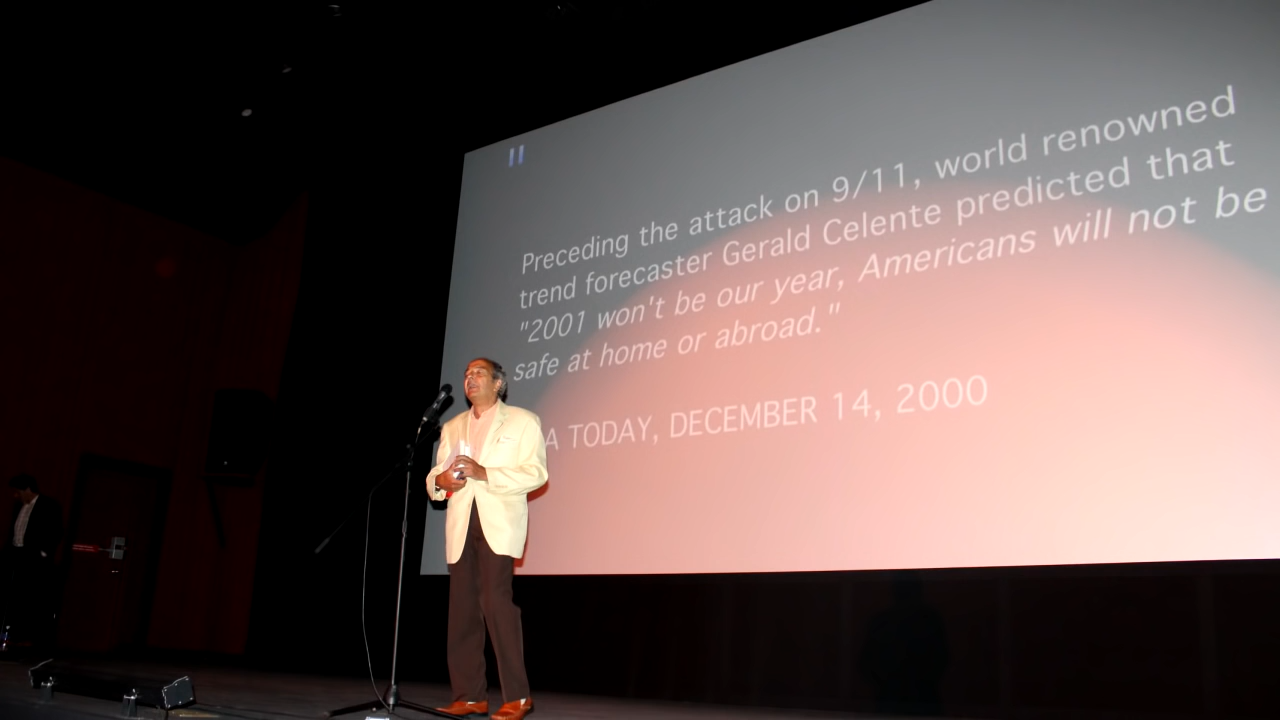 Preceding the attack on 9/11, world renowned
trend forecaster Gerald Celente predicted that
"2001 won't be our year, Americans will not be
safe at home or abroad."
A TODAY, DECEMBER 14, 2000